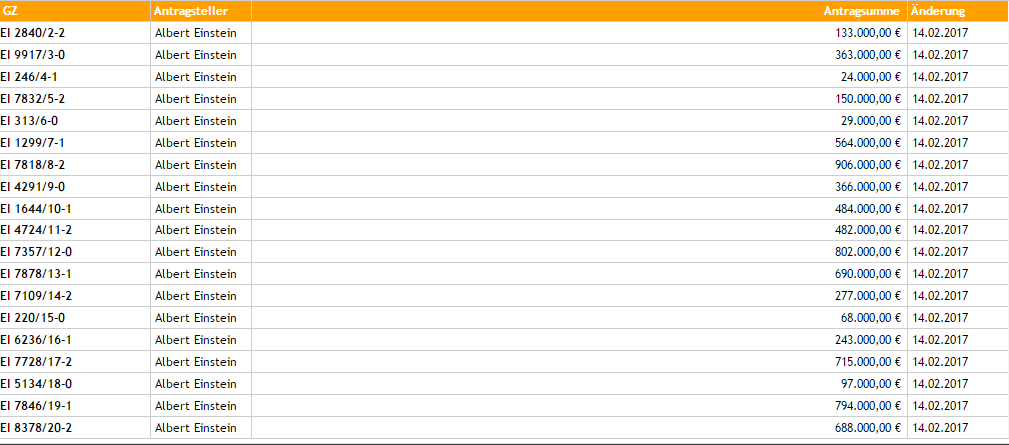 GZ Antragsteller Antragsumme Änderung
EI 2840/2-2 Albert Einstein 133.000,00 € 14.02.2017
EI 9917/3-0 Albert Einstein 363.000,00 € 14.02.2017
EI 246/4-1 Albert Einstein 24.000,00 € 14.02.2017
EI 7832/5-2 Albert Einstein 150.000,00 € 14.02.2017
EI 313/6-0 Albert Einstein 29.000,00 € 14.02.2017
EI 1299/7-1 Albert Einstein 564.000,00 € 14.02.2017
EI 7818/8-2 Albert Einstein 906.000,00 € 14.02.2017
EI 4291/9-0 Albert Einstein 366.000,00 € 14.02.2017
EI 1644/10-1 Albert Einstein 484.000,00 € 14.02.2017
EI 4724/11-2 Albert Einstein 482.000,00 € 14.02.2017
EI 7357/12-0 Albert Einstein 802.000,00 € 14.02.2017
EI 7878/13-1 Albert Einstein 690.000,00 € 14.02.2017
EI 7109/14-2 Albert Einstein 277.000,00 € 14.02.2017
EI 220/15-0 Albert Einstein 68.000,00 € 14.02.2017
EI 6236/16-1 Albert Einstein 243.000,00 € 14.02.2017
EI 7728/17-2 Albert Einstein 715.000,00 € 14.02.2017
EI 5134/18-0 Albert Einstein 97.000,00 € 14.02.2017
EI 7846/19-1 Albert Einstein 794.000,00 € 14.02.2017
EI 8378/20-2 Albert Einstein 688.000,00 € 14.02.2017